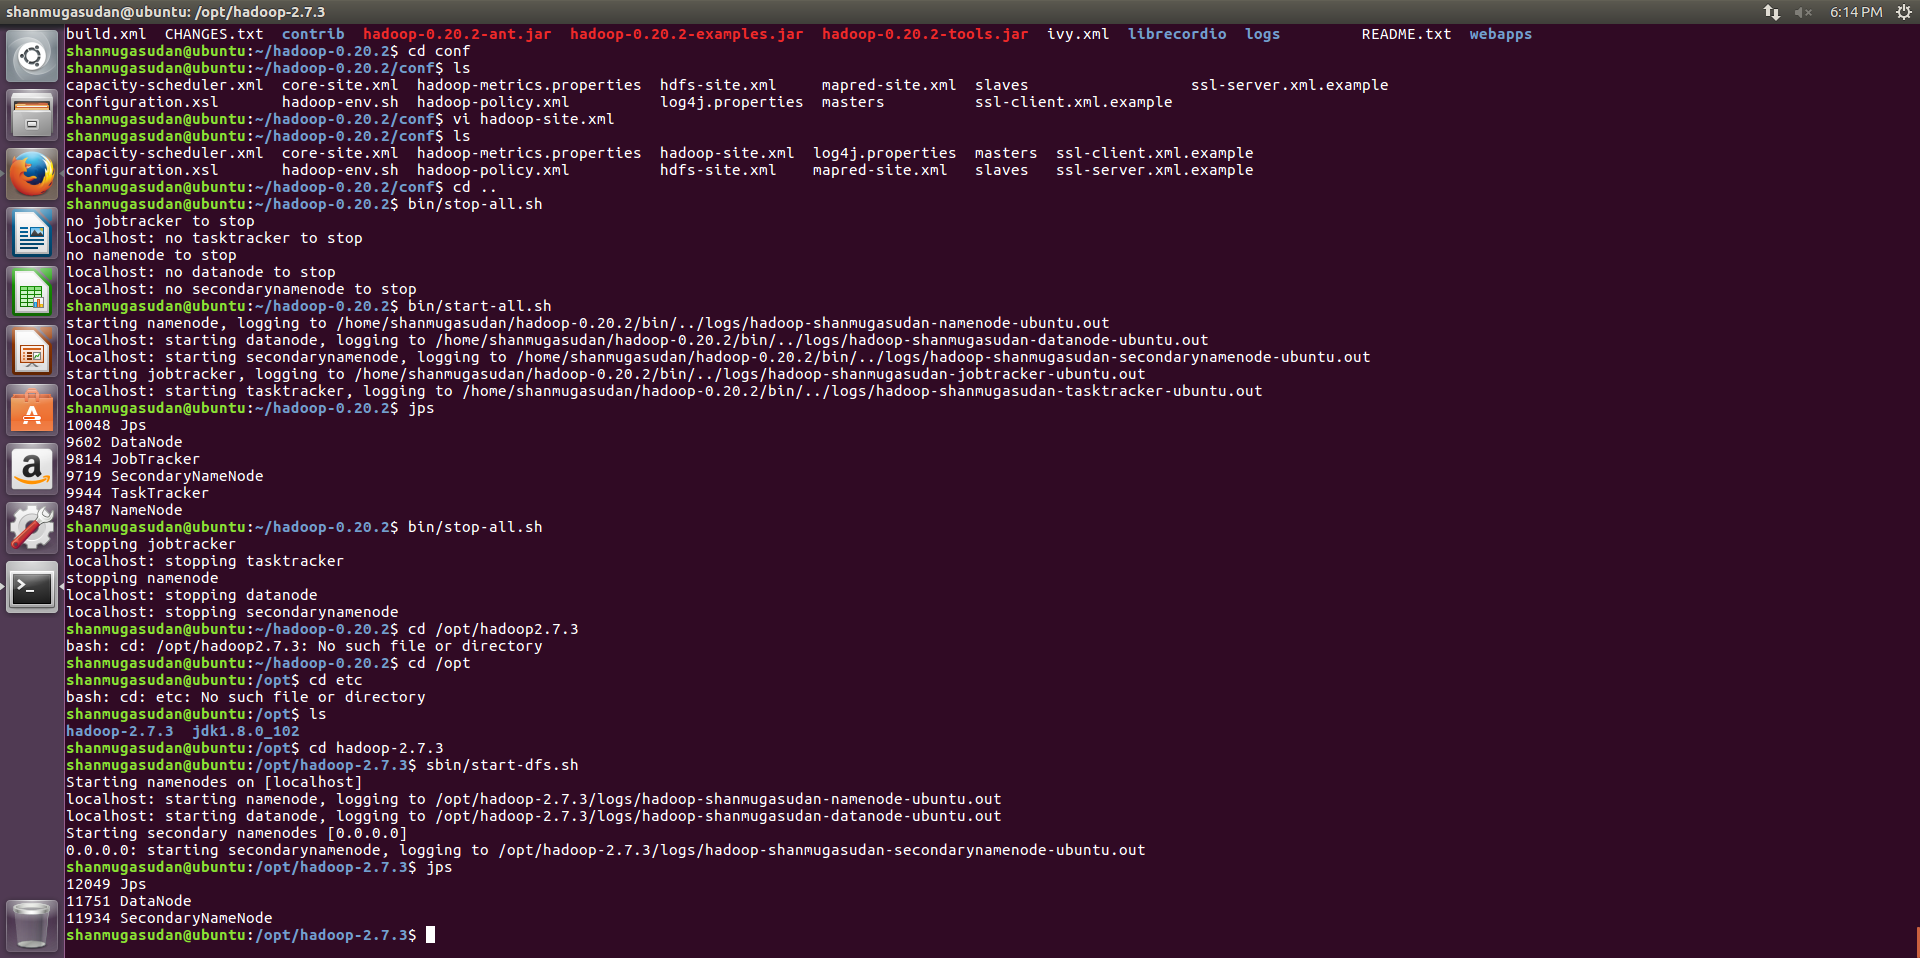 shanmugasudan@ubuntu: /opt/hadoop-2.7.3
6:14 PM
build.xml  CHANGES.txt  contrib  hadoop-0.20.2-ant.jar  hadoop-0.20.2-examples.jar  hadoop-0.20.2-tools.jar  ivy.xml  librecordio  logs         README.txt  webapps
shanmugasudan@ubuntu:~/hadoop-0.20.2$ cd conf
shanmugasudan@ubuntu:~/hadoop-0.20.2/conf$ ls
capacity-scheduler.xml  core-site.xml  hadoop-metrics.properties  hdfs-site.xml     mapred-site.xml  slaves                  ssl-server.xml.example
configuration.xsl       hadoop-env.sh  hadoop-policy.xml          log4j.properties  masters          ssl-client.xml.example
shanmugasudan@ubuntu:~/hadoop-0.20.2/conf$ vi hadoop-site.xml
shanmugasudan@ubuntu:~/hadoop-0.20.2/conf$ ls
capacity-scheduler.xml  core-site.xml  hadoop-metrics.properties  hadoop-site.xml  log4j.properties  masters  ssl-client.xml.example
configuration.xsl       hadoop-env.sh  hadoop-policy.xml          hdfs-site.xml    mapred-site.xml   slaves   ssl-server.xml.example
shanmugasudan@ubuntu:~/hadoop-0.20.2/conf$ cd ..
shanmugasudan@ubuntu:~/hadoop-0.20.2$ bin/stop-all.sh
no jobtracker to stop
localhost: no tasktracker to stop
no namenode to stop
localhost: no datanode to stop
localhost: no secondarynamenode to stop
shanmugasudan@ubuntu:~/hadoop-0.20.2$ bin/start-all.sh
starting namenode, logging to /home/shanmugasudan/hadoop-0.20.2/bin/../logs/hadoop-shanmugasudan-namenode-ubuntu.out
localhost: starting datanode, logging to /home/shanmugasudan/hadoop-0.20.2/bin/../logs/hadoop-shanmugasudan-datanode-ubuntu.out
localhost: starting secondarynamenode, logging to /home/shanmugasudan/hadoop-0.20.2/bin/../logs/hadoop-shanmugasudan-secondarynamenode-ubuntu.out
starting jobtracker, logging to /home/shanmugasudan/hadoop-0.20.2/bin/../logs/hadoop-shanmugasudan-jobtracker-ubuntu.out
localhost: starting tasktracker, logging to /home/shanmugasudan/hadoop-0.20.2/bin/../logs/hadoop-shanmugasudan-tasktracker-ubuntu.out
shanmugasudan@ubuntu:~/hadoop-0.20.2$ jps
10048 Jps
9602 DataNode
9814 JobTracker
9719 SecondaryNameNode
9944 TaskTracker
9487 NameNode
shanmugasudan@ubuntu:~/hadoop-0.20.2$ bin/stop-all.sh
stopping jobtracker
localhost: stopping tasktracker
stopping namenode
localhost: stopping datanode
localhost: stopping secondarynamenode
shanmugasudan@ubuntu:~/hadoop-0.20.2$ cd /opt/hadoop2.7.3
bash: cd: /opt/hadoop2.7.3: No such file or directory
shanmugasudan@ubuntu:~/hadoop-0.20.2$ cd /opt
shanmugasudan@ubuntu:/opt$ cd etc
bash: cd: etc: No such file or directory
shanmugasudan@ubuntu:/opt$ ls
hadoop-2.7.3  jdk1.8.0_102
shanmugasudan@ubuntu:/opt$ cd hadoop-2.7.3
shanmugasudan@ubuntu:/opt/hadoop-2.7.3$ sbin/start-dfs.sh
Starting namenodes on [localhost]
localhost: starting namenode, logging to /opt/hadoop-2.7.3/logs/hadoop-shanmugasudan-namenode-ubuntu.out
localhost: starting datanode, logging to /opt/hadoop-2.7.3/logs/hadoop-shanmugasudan-datanode-ubuntu.out
Starting secondary namenodes [0.0.0.0]
0.0.0.0: starting secondarynamenode, logging to /opt/hadoop-2.7.3/logs/hadoop-shanmugasudan-secondarynamenode-ubuntu.out
shanmugasudan@ubuntu:/opt/hadoop-2.7.3$ jps
12049 Jps
11751 DataNode
11934 SecondaryNameNode
shanmugasudan@ubuntu:/opt/hadoop-2.7.3$